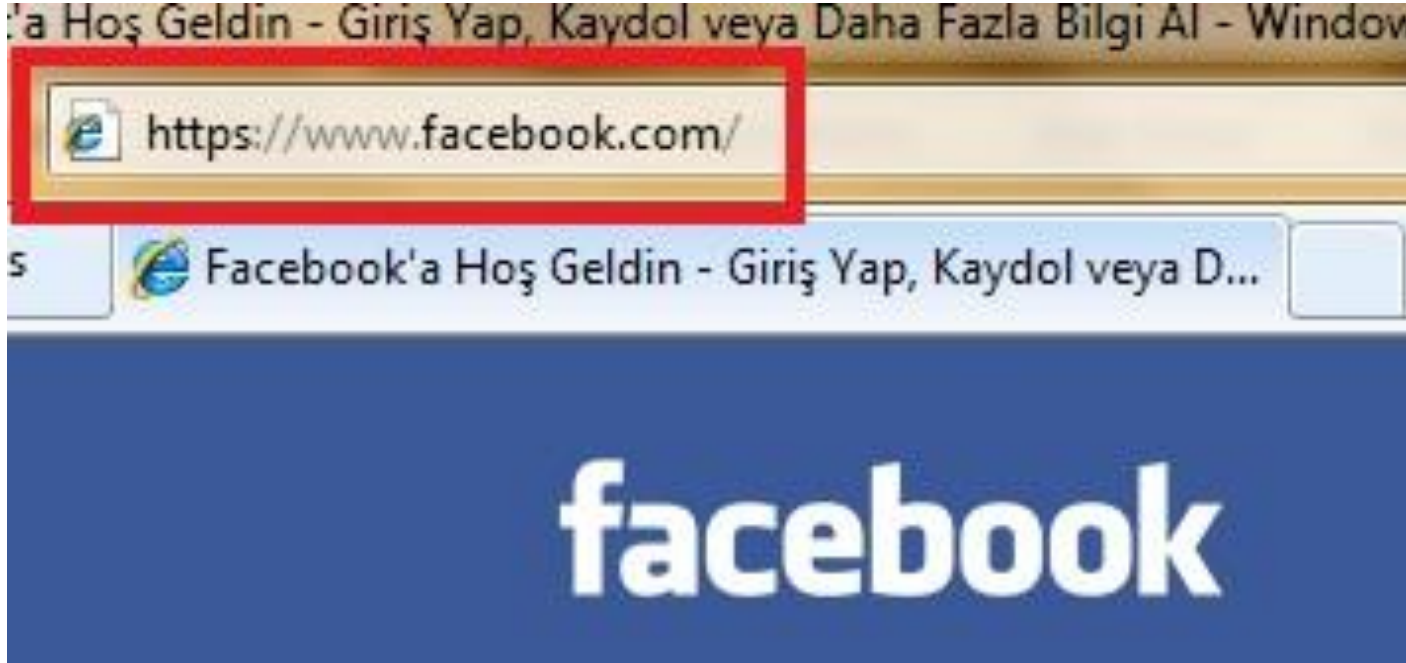 'a Hoş Geldin - Giriş Yap, Kaydol veya Daha Fazla Bilgi Al - Window
https://www.facebook.com/
s
Facebook'a Hoş Geldin - Giriş Yap, Kaydol veya D...
facebook